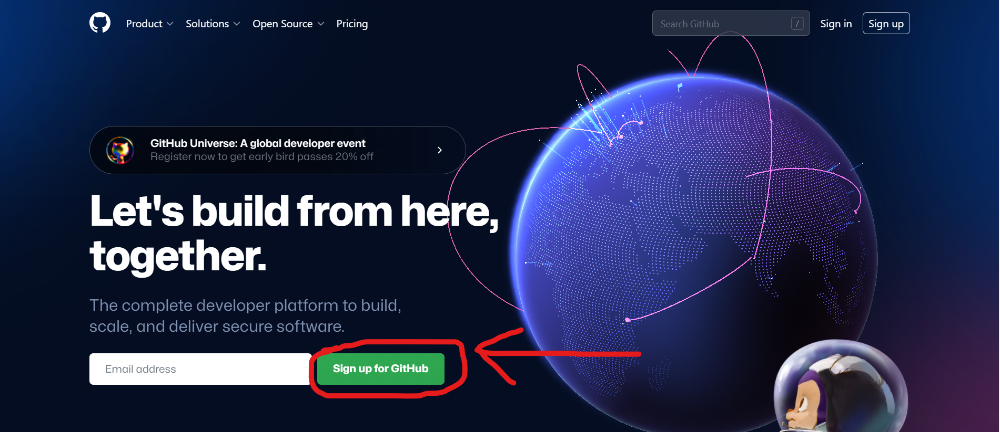 Product
Solutions
Open Source
Pricing
Search GitHub
/
Sign in
Sign up
GitHub Universe: A global developer event
Register now to get early bird passes 20% off
Let's build from here,
together.
The complete developer platform to build,
scale, and deliver secure software.
Email address
Sign up for GitHub